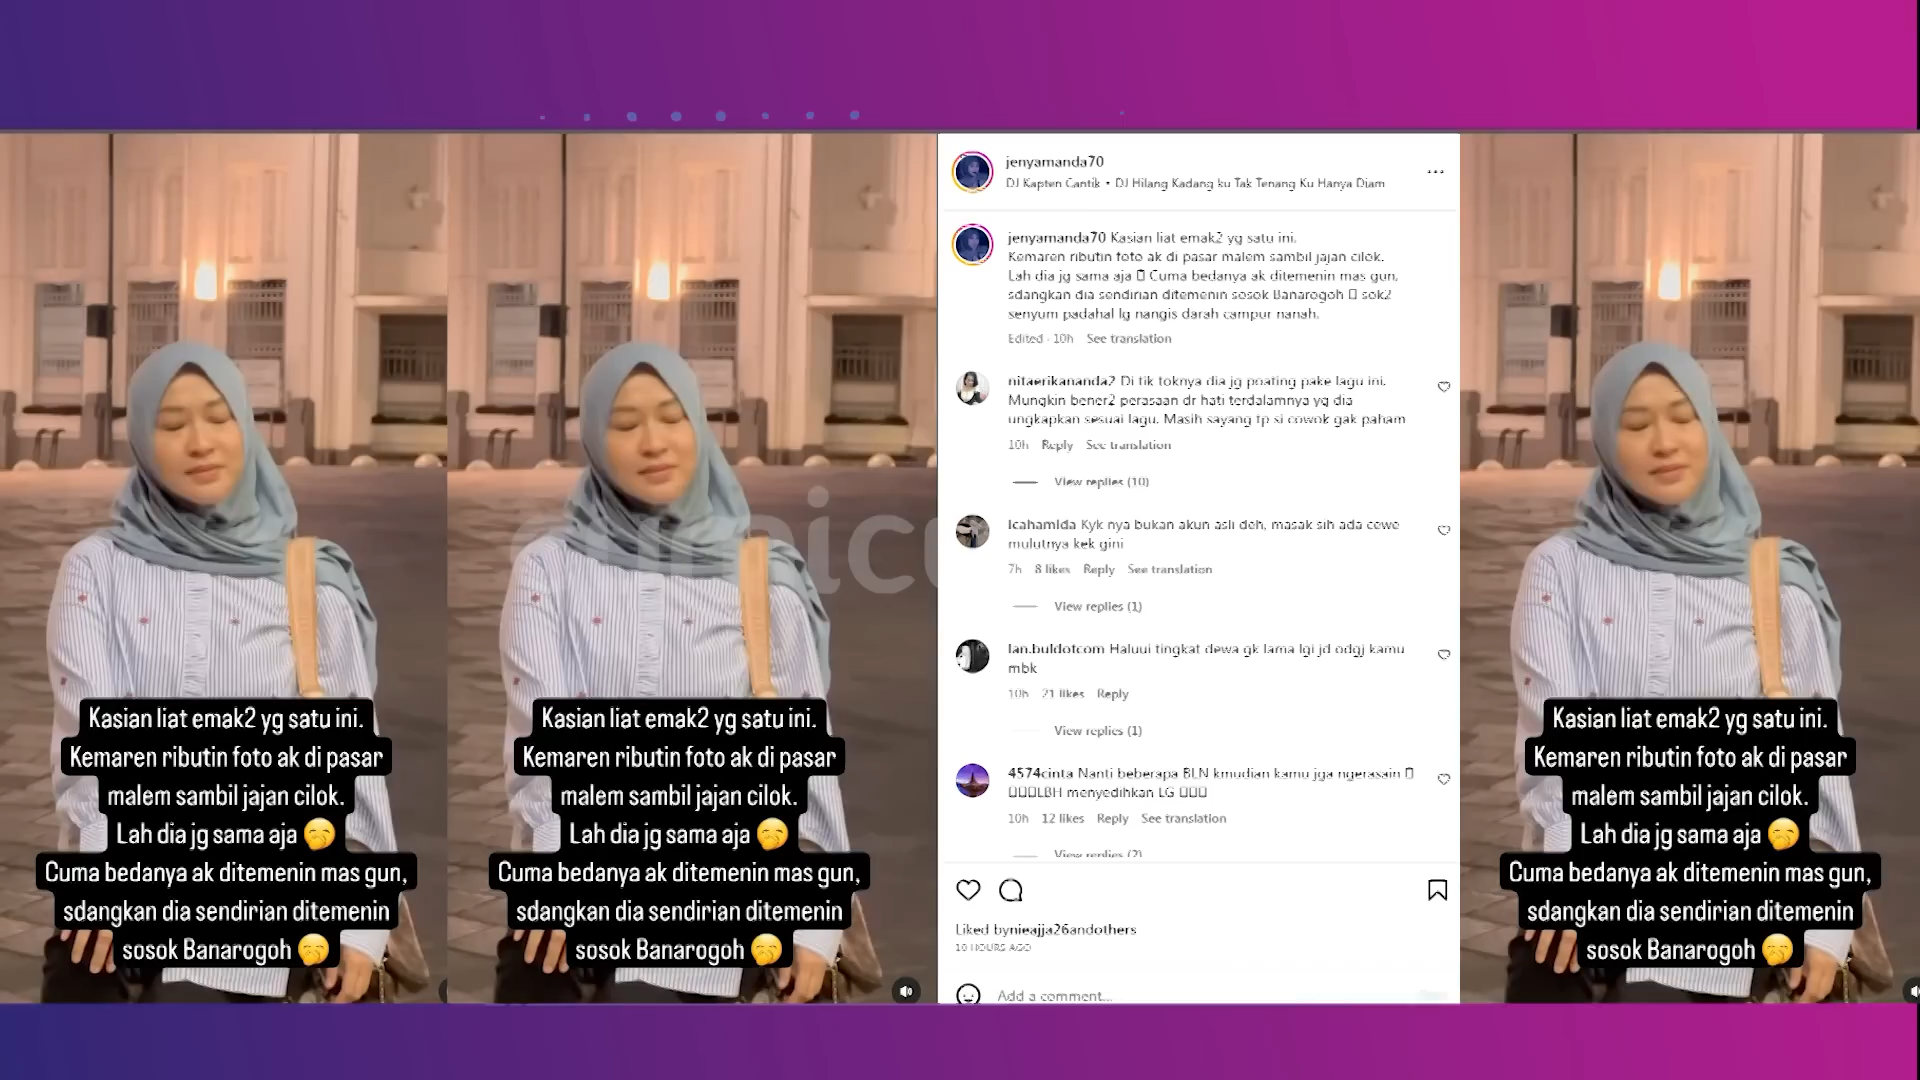 Kasian liat emak2 yg satu ini.
Kemaren ributin foto ak di pasar
malem sambil jajan cilok.
Lah dia jg sama aja 🤭
Cuma bedanya ak ditemenin mas gun,
sdangkan dia sendirian ditemenin
sosok Banarogoh 🤭
Kasian liat emak2 yg satu ini.
Kemaren ributin foto ak di pasar
malem sambil jajan cilok.
Lah dia jg sama aja 🤭
Cuma bedanya ak ditemenin mas gun,
sdangkan dia sendirian ditemenin
sosok Banarogoh 🤭
jenyamanda70
DJ Kapten Cantik • DJ Hilang Kadang ku Tak Tenang Ku Hanya Diam
jenyamanda70 Kasian liat emak2 yg satu ini.
Kemaren ributin foto ak di pasar malem sambil jajan cilok.
Lah dia jg sama aja Cuma bedanya ak ditemenin mas gun,
sdangkan dia sendirian ditemenin sosok Banarogoh sok2
senyum padahal lg nangis darah campur nanah.
Edited · 10h See translation
nitaerikananda2 Di tik toknya dia jg poating pake lagu ini.
Mungkin bener2 perasaan dr hati terdalamnya yg dia
ungkapkan sesuai lagu. Masih sayang tp si cowok gak paham
10h Reply See translation
View replies (10)
icahamida Kyk nya bukan akun asli deh, masak sih ada cewe
mulutnya kek gini
7h 8 likes Reply See translation
View replies (1)
ian.buldotcom Haluui tingkat dewa gk lama lgi jd odgj kamu
mbk
10h 21 likes Reply
View replies (1)
4574cinta Nanti beberapa BLN kmudian kamu jga ngerasain
LBH menyedihkan LG
10h 12 likes Reply See translation
View replies (2)
Liked bynieajja26andothers
10 HOURS AGO
Add a comment...
Kasian liat emak2 yg satu ini.
Kemaren ributin foto ak di pasar
malem sambil jajan cilok.
Lah dia jg sama aja 🤭
Cuma bedanya ak ditemenin mas gun,
sdangkan dia sendirian ditemenin
sosok Banarogoh 🤭